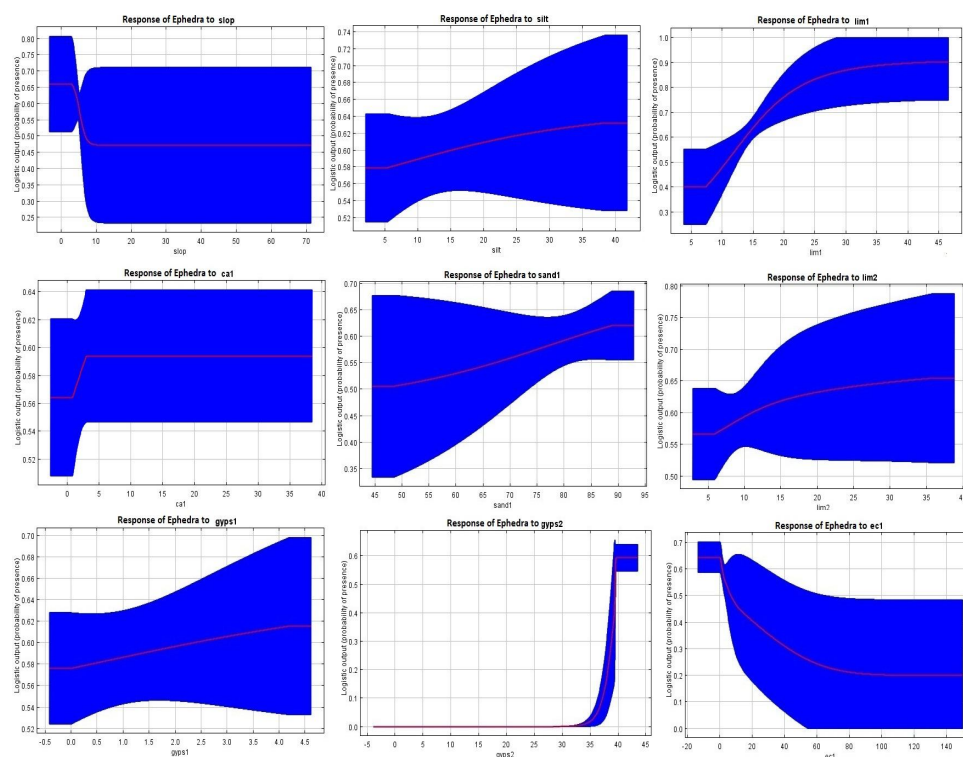 Response of Ephedra to slop
Logistic output (probability of presence)
0.80
0.75
0.70
0.65
0.60
0.55
0.50
0.45
0.40
0.35
0.30
0.25
0 10 20 30 40 50 60 70
slop
Response of Ephedra to silt
Logistic output (probability of presence)
0.74
0.72
0.70
0.68
0.66
0.64
0.62
0.60
0.58
0.56
0.54
0.52
5 10 15 20 25 30 35 40
silt
Response of Ephedra to lim1
Logistic output (probability of presence)
1.0
0.9
0.8
0.7
0.6
0.5
0.4
0.3
5 10 15 20 25 30 35 40 45
lim1
Response of Ephedra to ca1
Logistic output (probability of presence)
0.64
0.62
0.60
0.58
0.56
0.54
0.52
0 5 10 15 20 25 30 35 40
ca1
Response of Ephedra to sand1
Logistic output (probability of presence)
0.70
0.65
0.60
0.55
0.50
0.45
0.40
0.35
45 50 55 60 65 70 75 80 85 90 95
sand1
Response of Ephedra to lim2
Logistic output (probability of presence)
0.80
0.75
0.70
0.65
0.60
0.55
0.50
5 10 15 20 25 30 35
lim2
Response of Ephedra to gyps1
Logistic output (probability of presence)
0.70
0.68
0.66
0.64
0.62
0.60
0.58
0.56
0.54
0.52
-0.5 0.0 0.5 1.0 1.5 2.0 2.5 3.0 3.5 4.0 4.5
gyps1
Response of Ephedra to gyps2
Logistic output (probability of presence)
0.6
0.5
0.4
0.3
0.2
0.1
0.0
-5 0 5 10 15 20 25 30 35 40 45
gyps2
Response of Ephedra to ec1
Logistic output (probability of presence)
0.7
0.6
0.5
0.4
0.3
0.2
0.1
0.0
-20 0 20 40 60 80 100 120 140